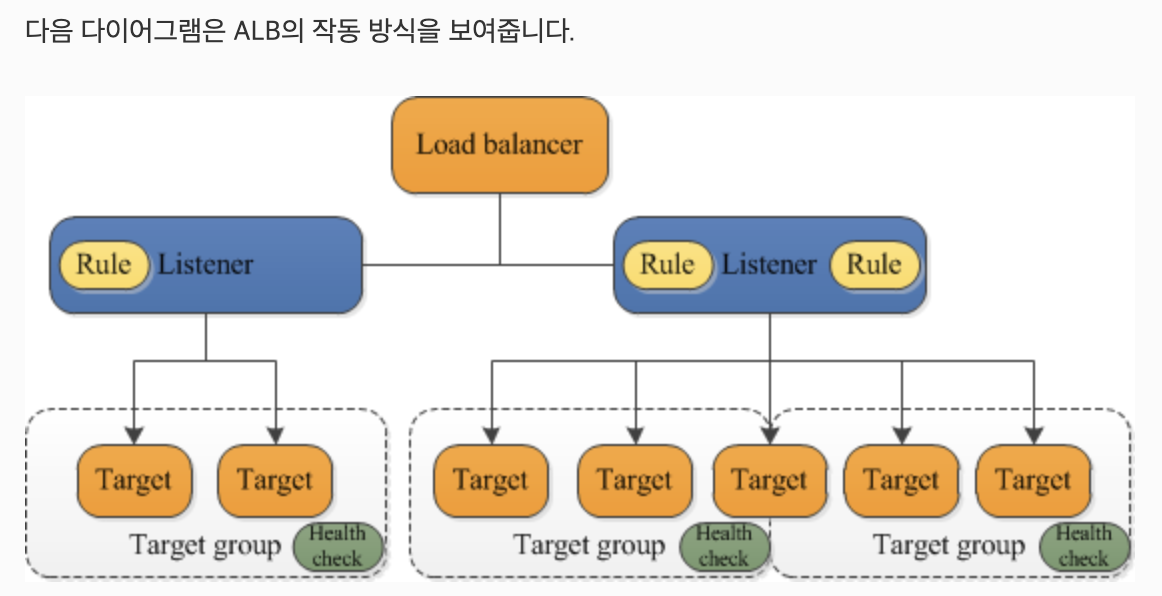 다음 다이어그램은 ALB의 작동 방식을 보여줍니다.
Load balancer
Rule Listener
Rule Listener Rule
Target Target
Target Target Target Target Target
Target group
Health
check
Target group
Health
check
Target group
Health
check